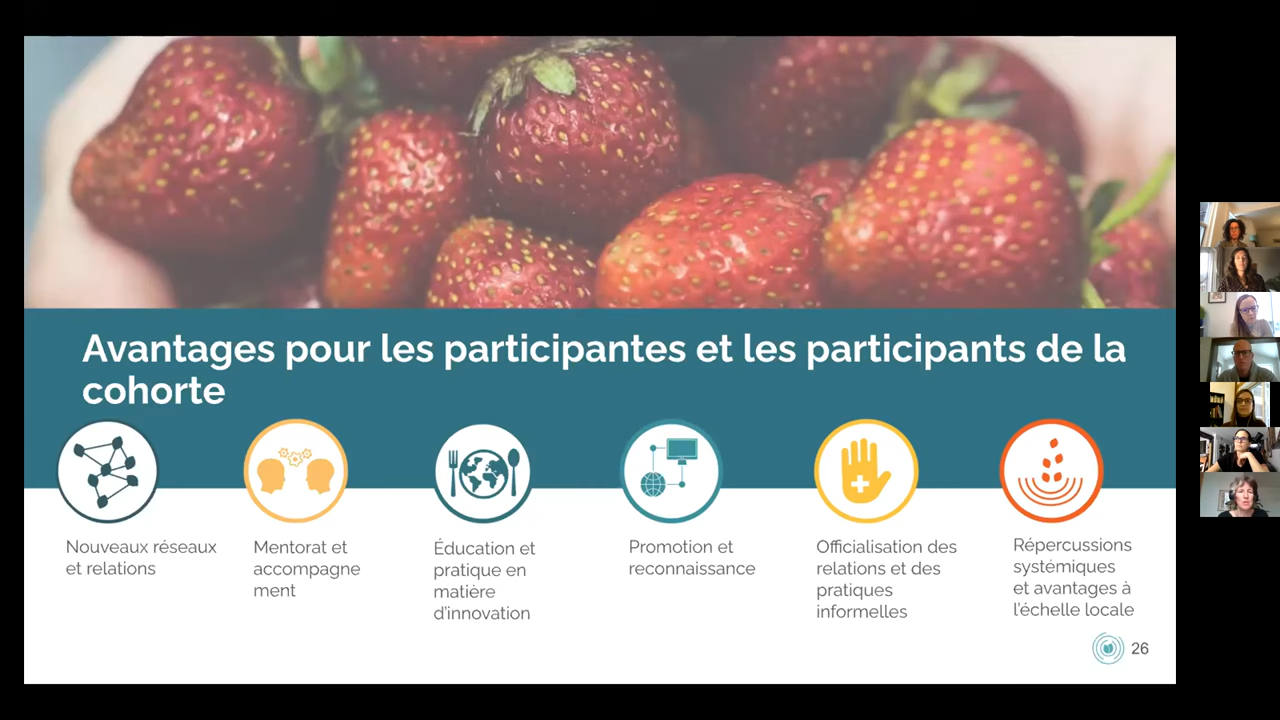 Avantages pour les participantes et les participants de la
cohorte
Nouveaux réseaux
et relations
Mentorat et
accompagne
ment
Éducation et
pratique en
matière
d'innovation
Promotion et
reconnaissance
Officialisation des
relations et des
pratiques
informelles
Répercussions
systémiques
et avantages à
l'échelle locale
26